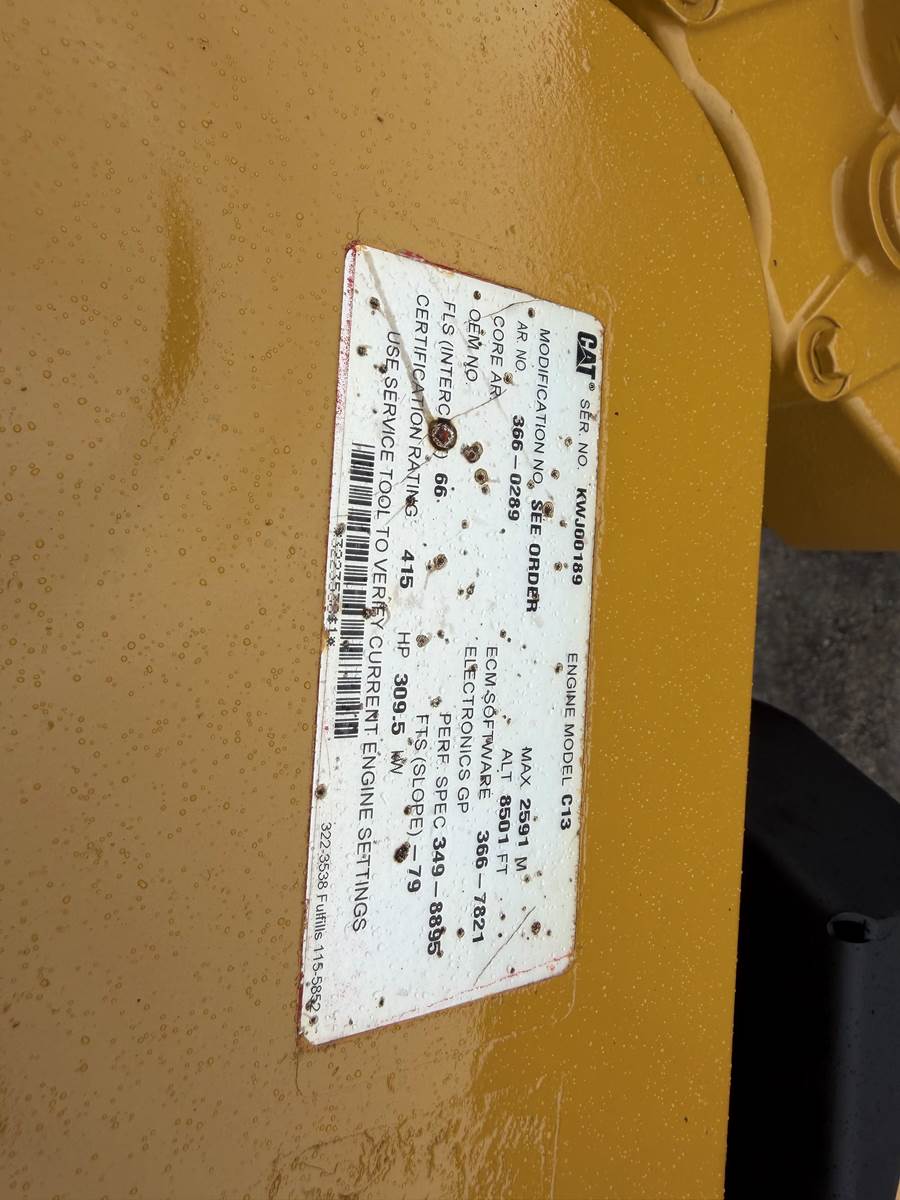 CAT® SER. NO. KWJ00189 ENGINE MODEL C13
MODIFICATION NO. SEE ORDER MAX 2591 M
AR NO. 366-0289 ALT 8501 FT
CORE AR ECM SOFTWARE 366-7821
OEM NO. ELECTRONICS GP
FLS (INTERC ) 66 PERF. SPEC 349-8895
CERTIFICATION RATING 415 HP 309.5 kW FTS (SLOPE) -79
USE SERVICE TOOL TO VERIFY CURRENT ENGINE SETTINGS
322-3538 Fulfills 115-5852